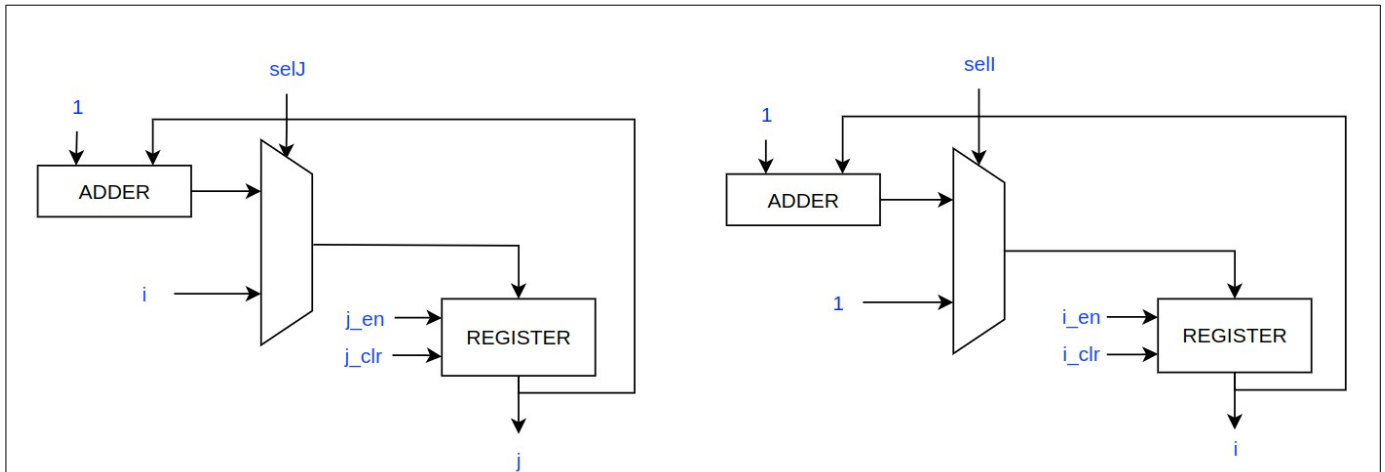 selJ
1
ADDER
i
j_en
j_clr
REGISTER
j
selI
1
ADDER
1
i_en
i_clr
REGISTER
i